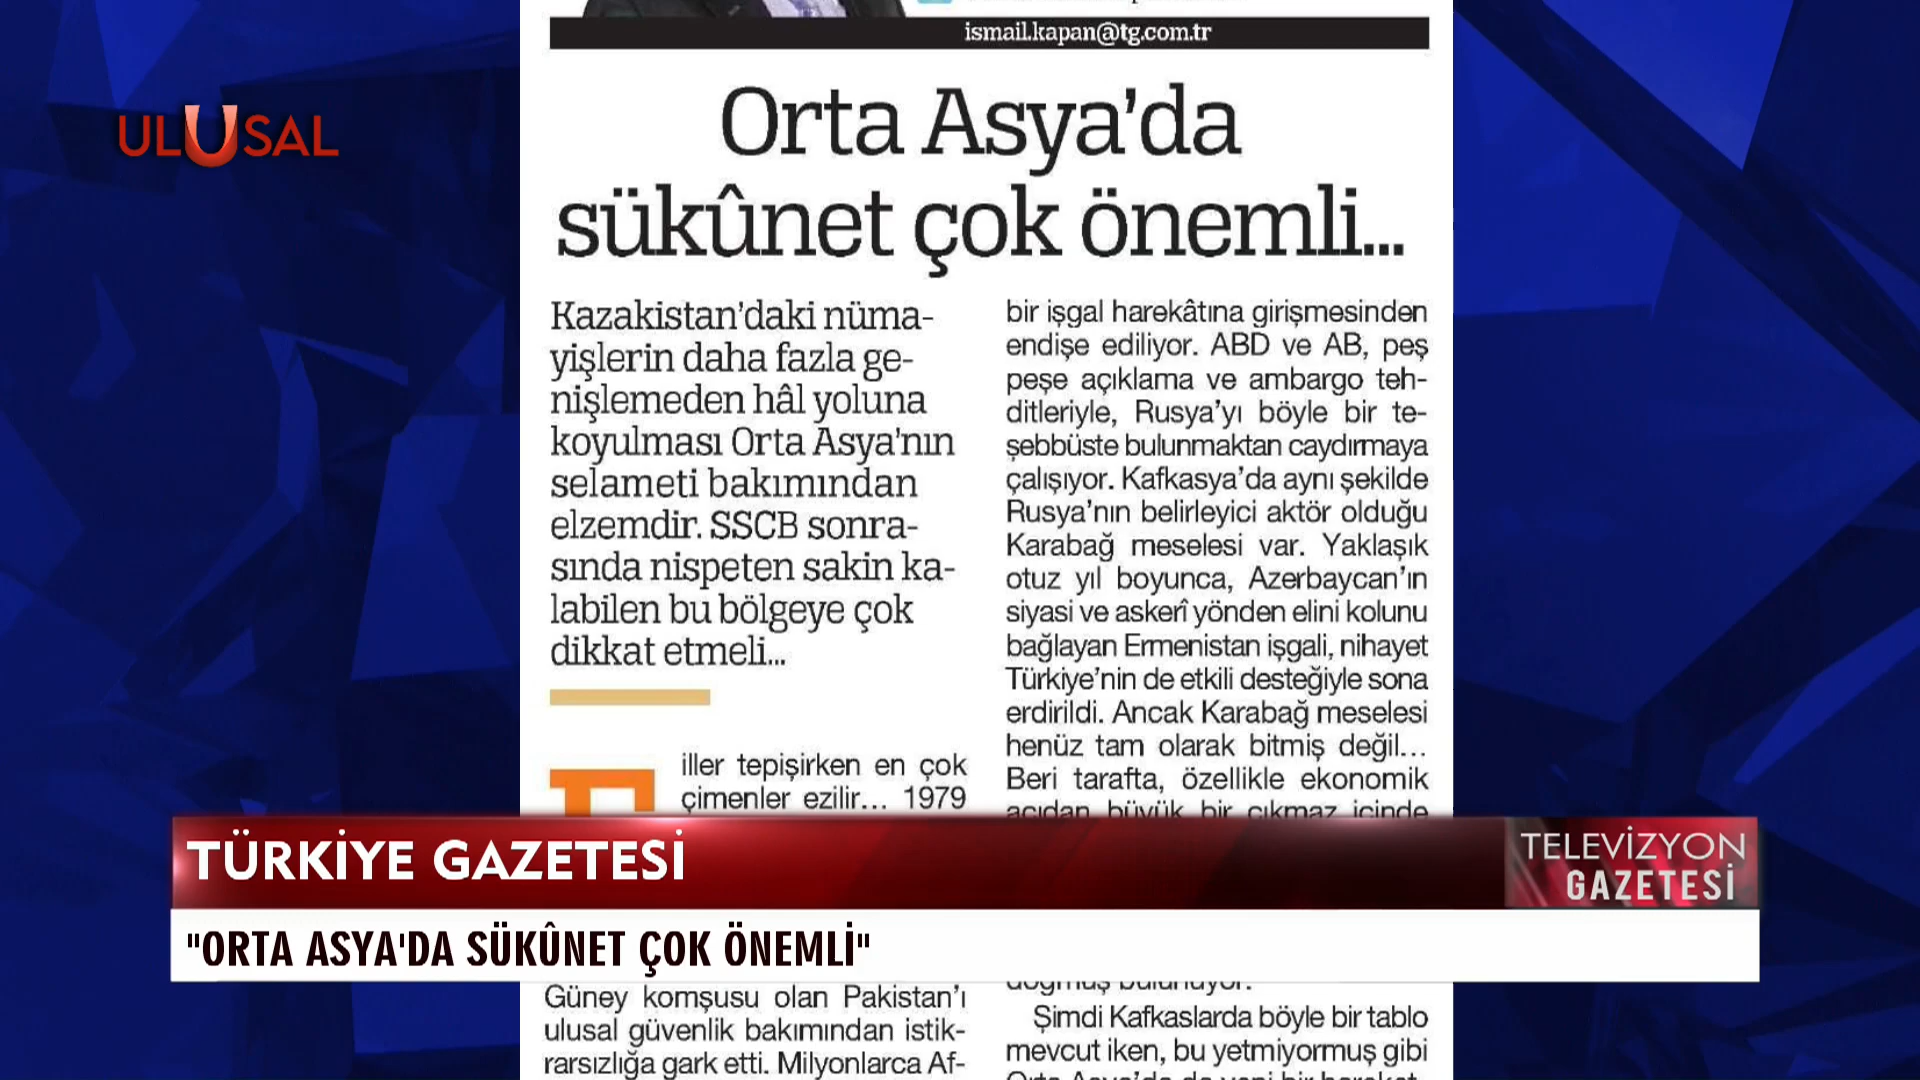 ismail.kapan@tg.com.tr
ULUSAL
Orta Asya'da
sükûnet çok önemli...
Kazakistan'daki nüma-
yişlerin daha fazla ge-
nişlemeden hâl yoluna
koyulması Orta Asya'nın
selameti bakımından
elzemdir. SSCB sonra-
sında nispeten sakin ka-
labilen bu bölgeye çok
dikkat etmeli...
iller tepişirken en çok
çimenler ezilir... 1979
Güney komşusu olan Pakistan'ı
ulusal güvenlik bakımından istik-
rarsızlığa gark etti. Milyonlarca Af-
bir işgal harekâtına girişmesinden
endişe ediliyor. ABD ve AB, peş
peşe açıklama ve ambargo teh-
ditleriyle, Rusya'yı böyle bir te-
şebbüste bulunmaktan caydırmaya
çalışıyor. Kafkasya'da aynı şekilde
Rusya'nın belirleyici aktör olduğu
Karabağ meselesi var. Yaklaşık
otuz yıl boyunca, Azerbaycan'ın
siyasi ve askerî yönden elini kolunu
bağlayan Ermenistan işgali, nihayet
Türkiye'nin de etkili desteğiyle sona
erdirildi. Ancak Karabağ meselesi
henüz tam olarak bitmiş değil...
Beri tarafta, özellikle ekonomik
açıdan büyük bir çıkmaz içinde
doğmuş bulunuyor.
Şimdi Kafkaslarda böyle bir tablo
mevcut iken, bu yetmiyormuş gibi
TÜRKİYE GAZETESİ
TELEVİZYON
GAZETESİ
"ORTA ASYA'DA SÜKÛNET ÇOK ÖNEMLİ"